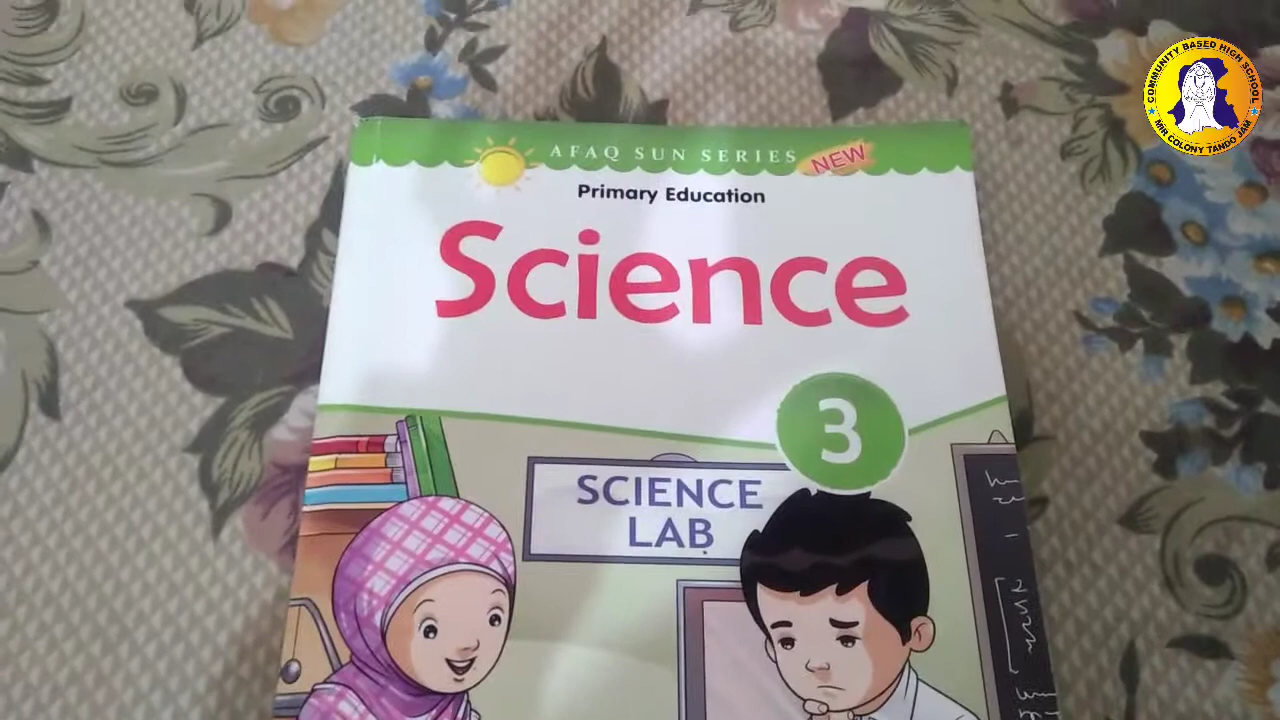 AFAQ SUN SERIES NEW
Primary Education
Science
3
SCIENCE
LAB
COMMUNITY BASED HIGH SCHOOL
MIR COLONY TANDO JAM